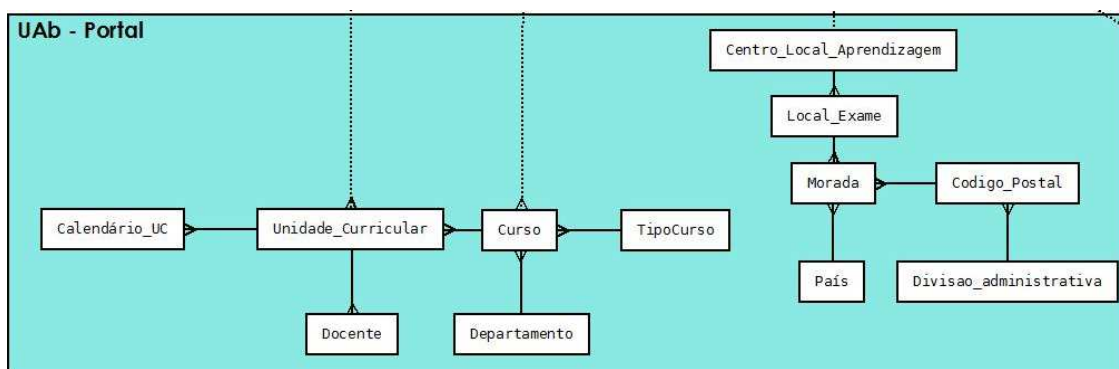 UAb - Portal
Centro_Local_Aprendizagem
Local_Exame
Morada
Codigo_Postal
Calendário_UC
Unidade_Curricular
Curso
TipoCurso
País
Divisao_administrativa
Docente
Departamento